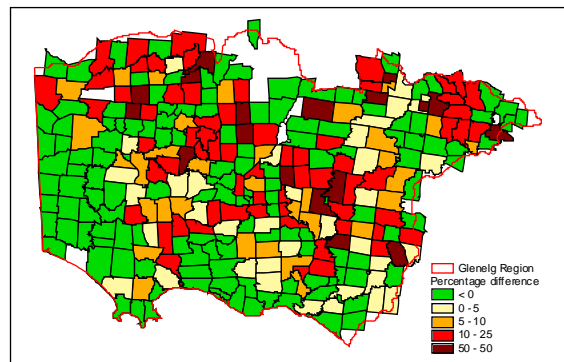 Glenelg Region
Percentage difference
< 0
0 - 5
5 - 10
10 - 25
50 - 50